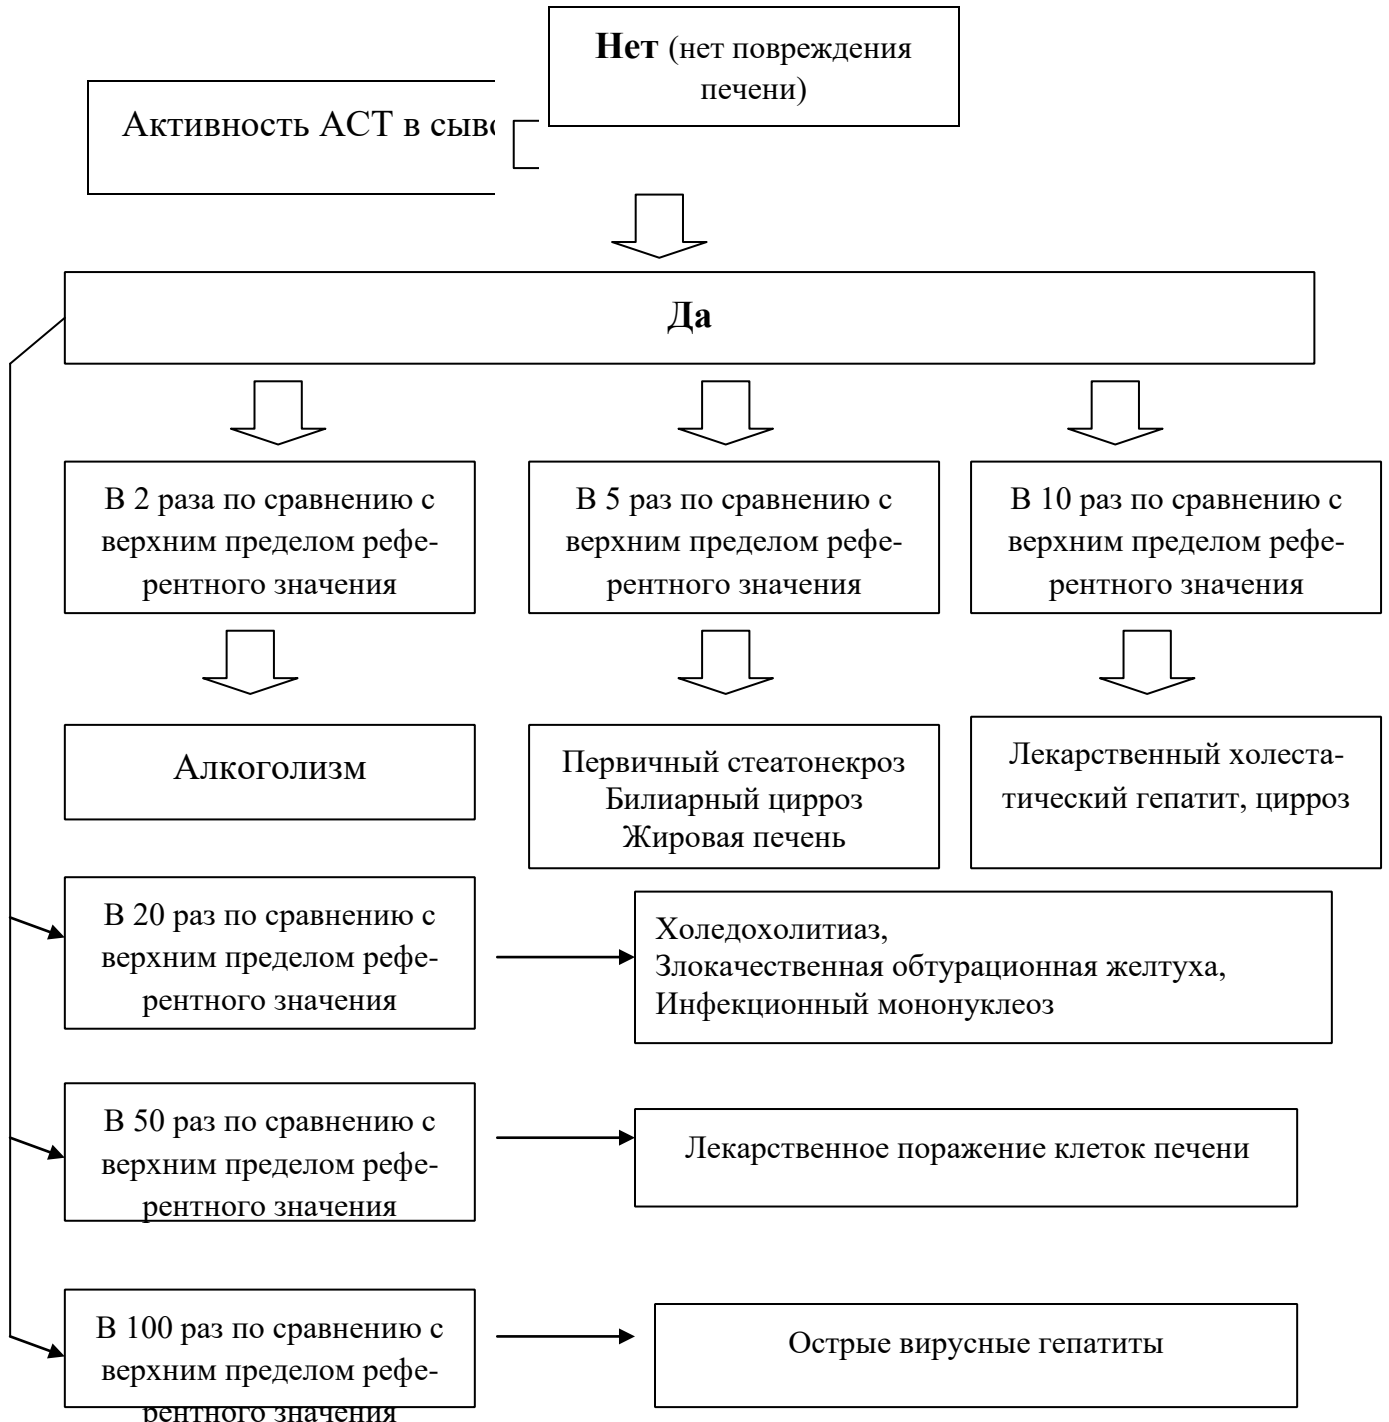 Нет (нет повреждения
печени)
Активность АСТ в
Да
В 2 раза по сравнению с
верхним пределом рефе-
рентного значения
В 5 раз по сравнению с
верхним пределом рефе-
рентного значения
В 10 раз по сравнению с
верхним пределом рефе-
рентного значения
Алкоголизм
Первичный стеатонекроз
Билиарный цирроз
Жировая печень
Лекарственный холеста-
тический гепатит, цирроз
В 20 раз по сравнению с
верхним пределом рефе-
рентного значения
Холедохолитиаз,
Злокачественная обтурационная желтуха,
Инфекционный мононуклеоз
В 50 раз по сравнению с
верхним пределом рефе-
рентного значения
Лекарственное поражение клеток печени
В 100 раз по сравнению с
верхним пределом рефе-
рентного значения
Острые вирусные гепатиты